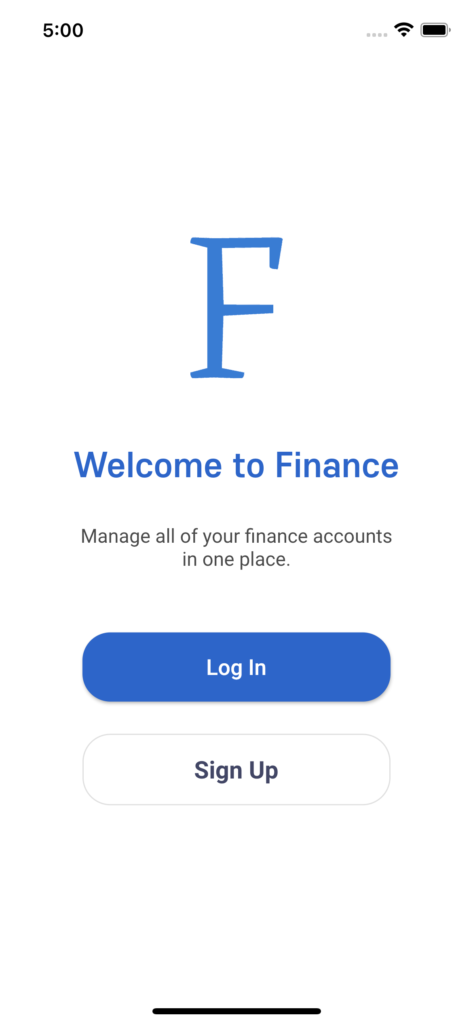 5:00
F
Welcome to Finance
Manage all of your finance accounts
in one place.
Log In
Sign Up